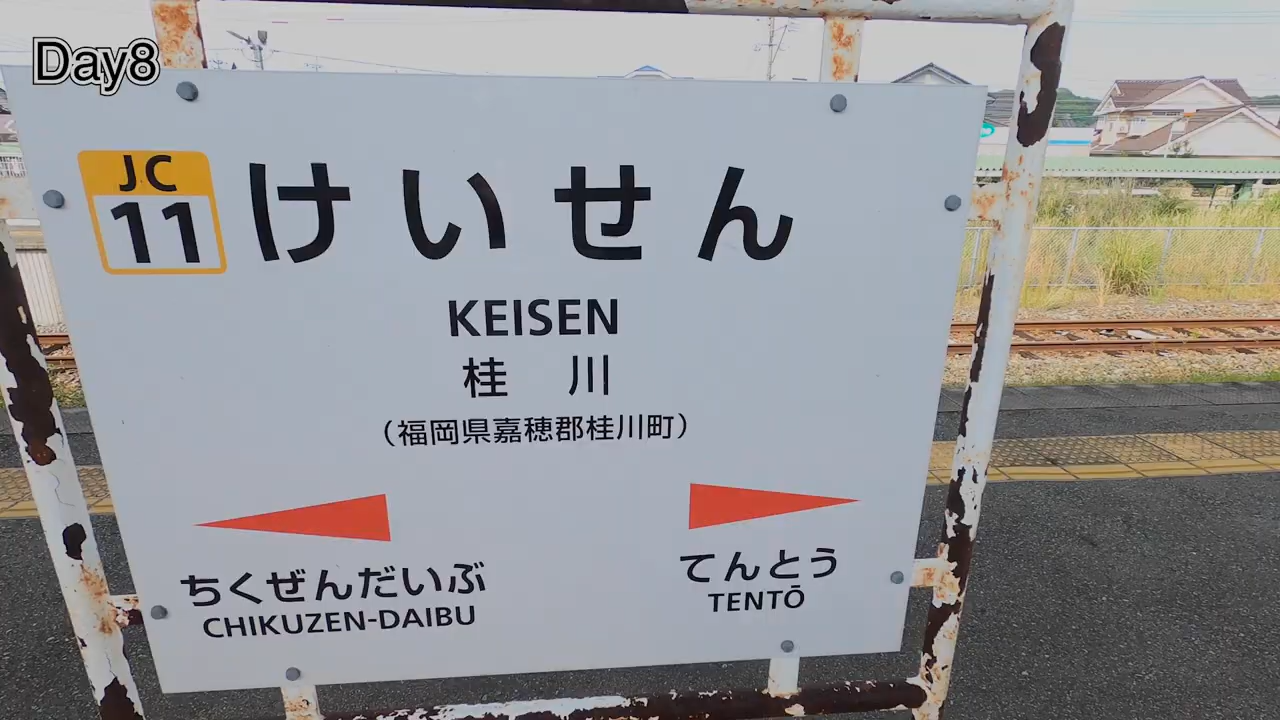 Day8
JC
11
けいせん
KEISEN
桂 川
（福岡県嘉穂郡桂川町）
ちくぜんだいぶ
CHIKUZEN-DAIBU
てんとう
TENTŌ